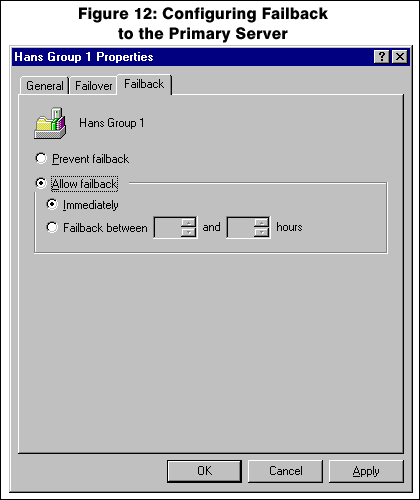 Figure 12: Configuring Failback
to the Primary Server
Hans Group 1 Properties
General Failover Failback
Hans Group 1
Prevent failback
Allow failback
Immediately
Failback between and hours
OK Cancel Apply